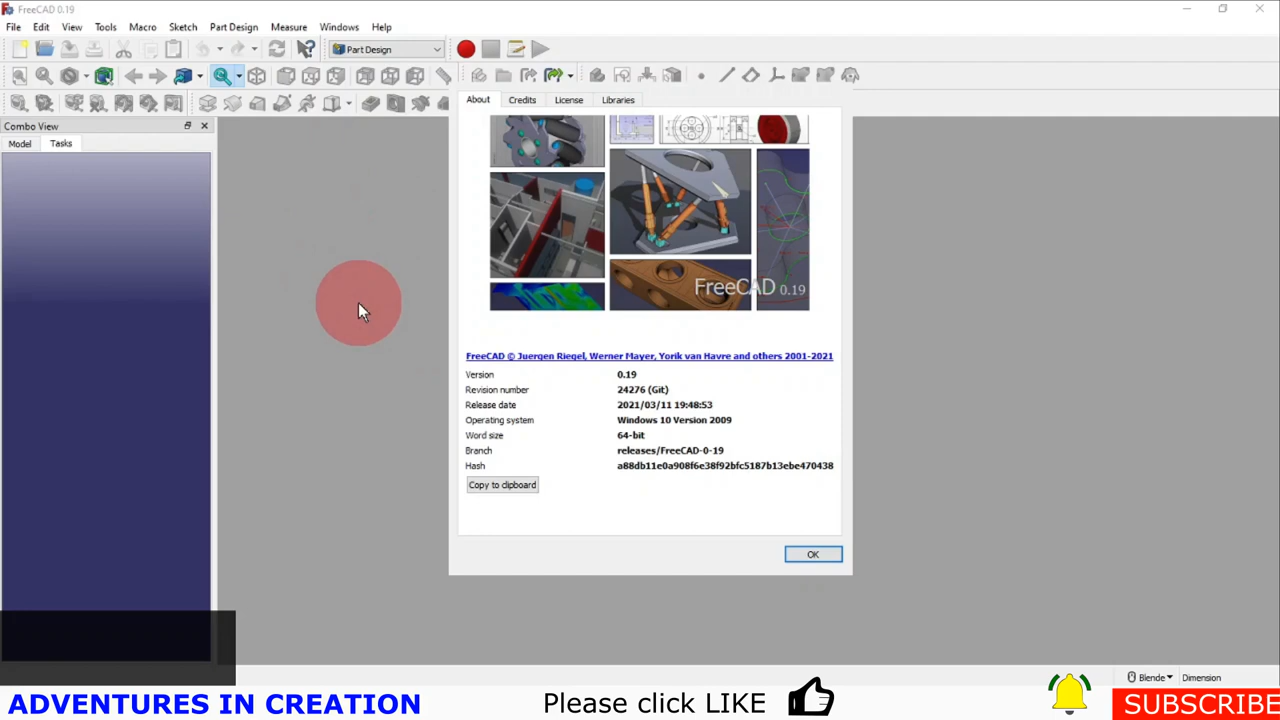 FreeCAD 0.19
File Edit View Tools Macro Sketch Part Design Measure Windows Help
Part Design
Combo View
Model Tasks
About Credits License Libraries
FreeCAD 0.19
FreeCAD © Juergen Riegel, Werner Mayer, Yorik van Havre and others 2001-2021
Version 0.19
Revision number 24276 (Git)
Release date 2021/03/11 19:48:53
Operating system Windows 10 Version 2009
Word size 64-bit
Branch releases/FreeCAD-0-19
Hash a88db11e0a908f6e38f92bfc5187b13ebe470438
Copy to clipboard
OK
Blende Dimension
ADVENTURES IN CREATION Please click LIKE SUBSCRIBE